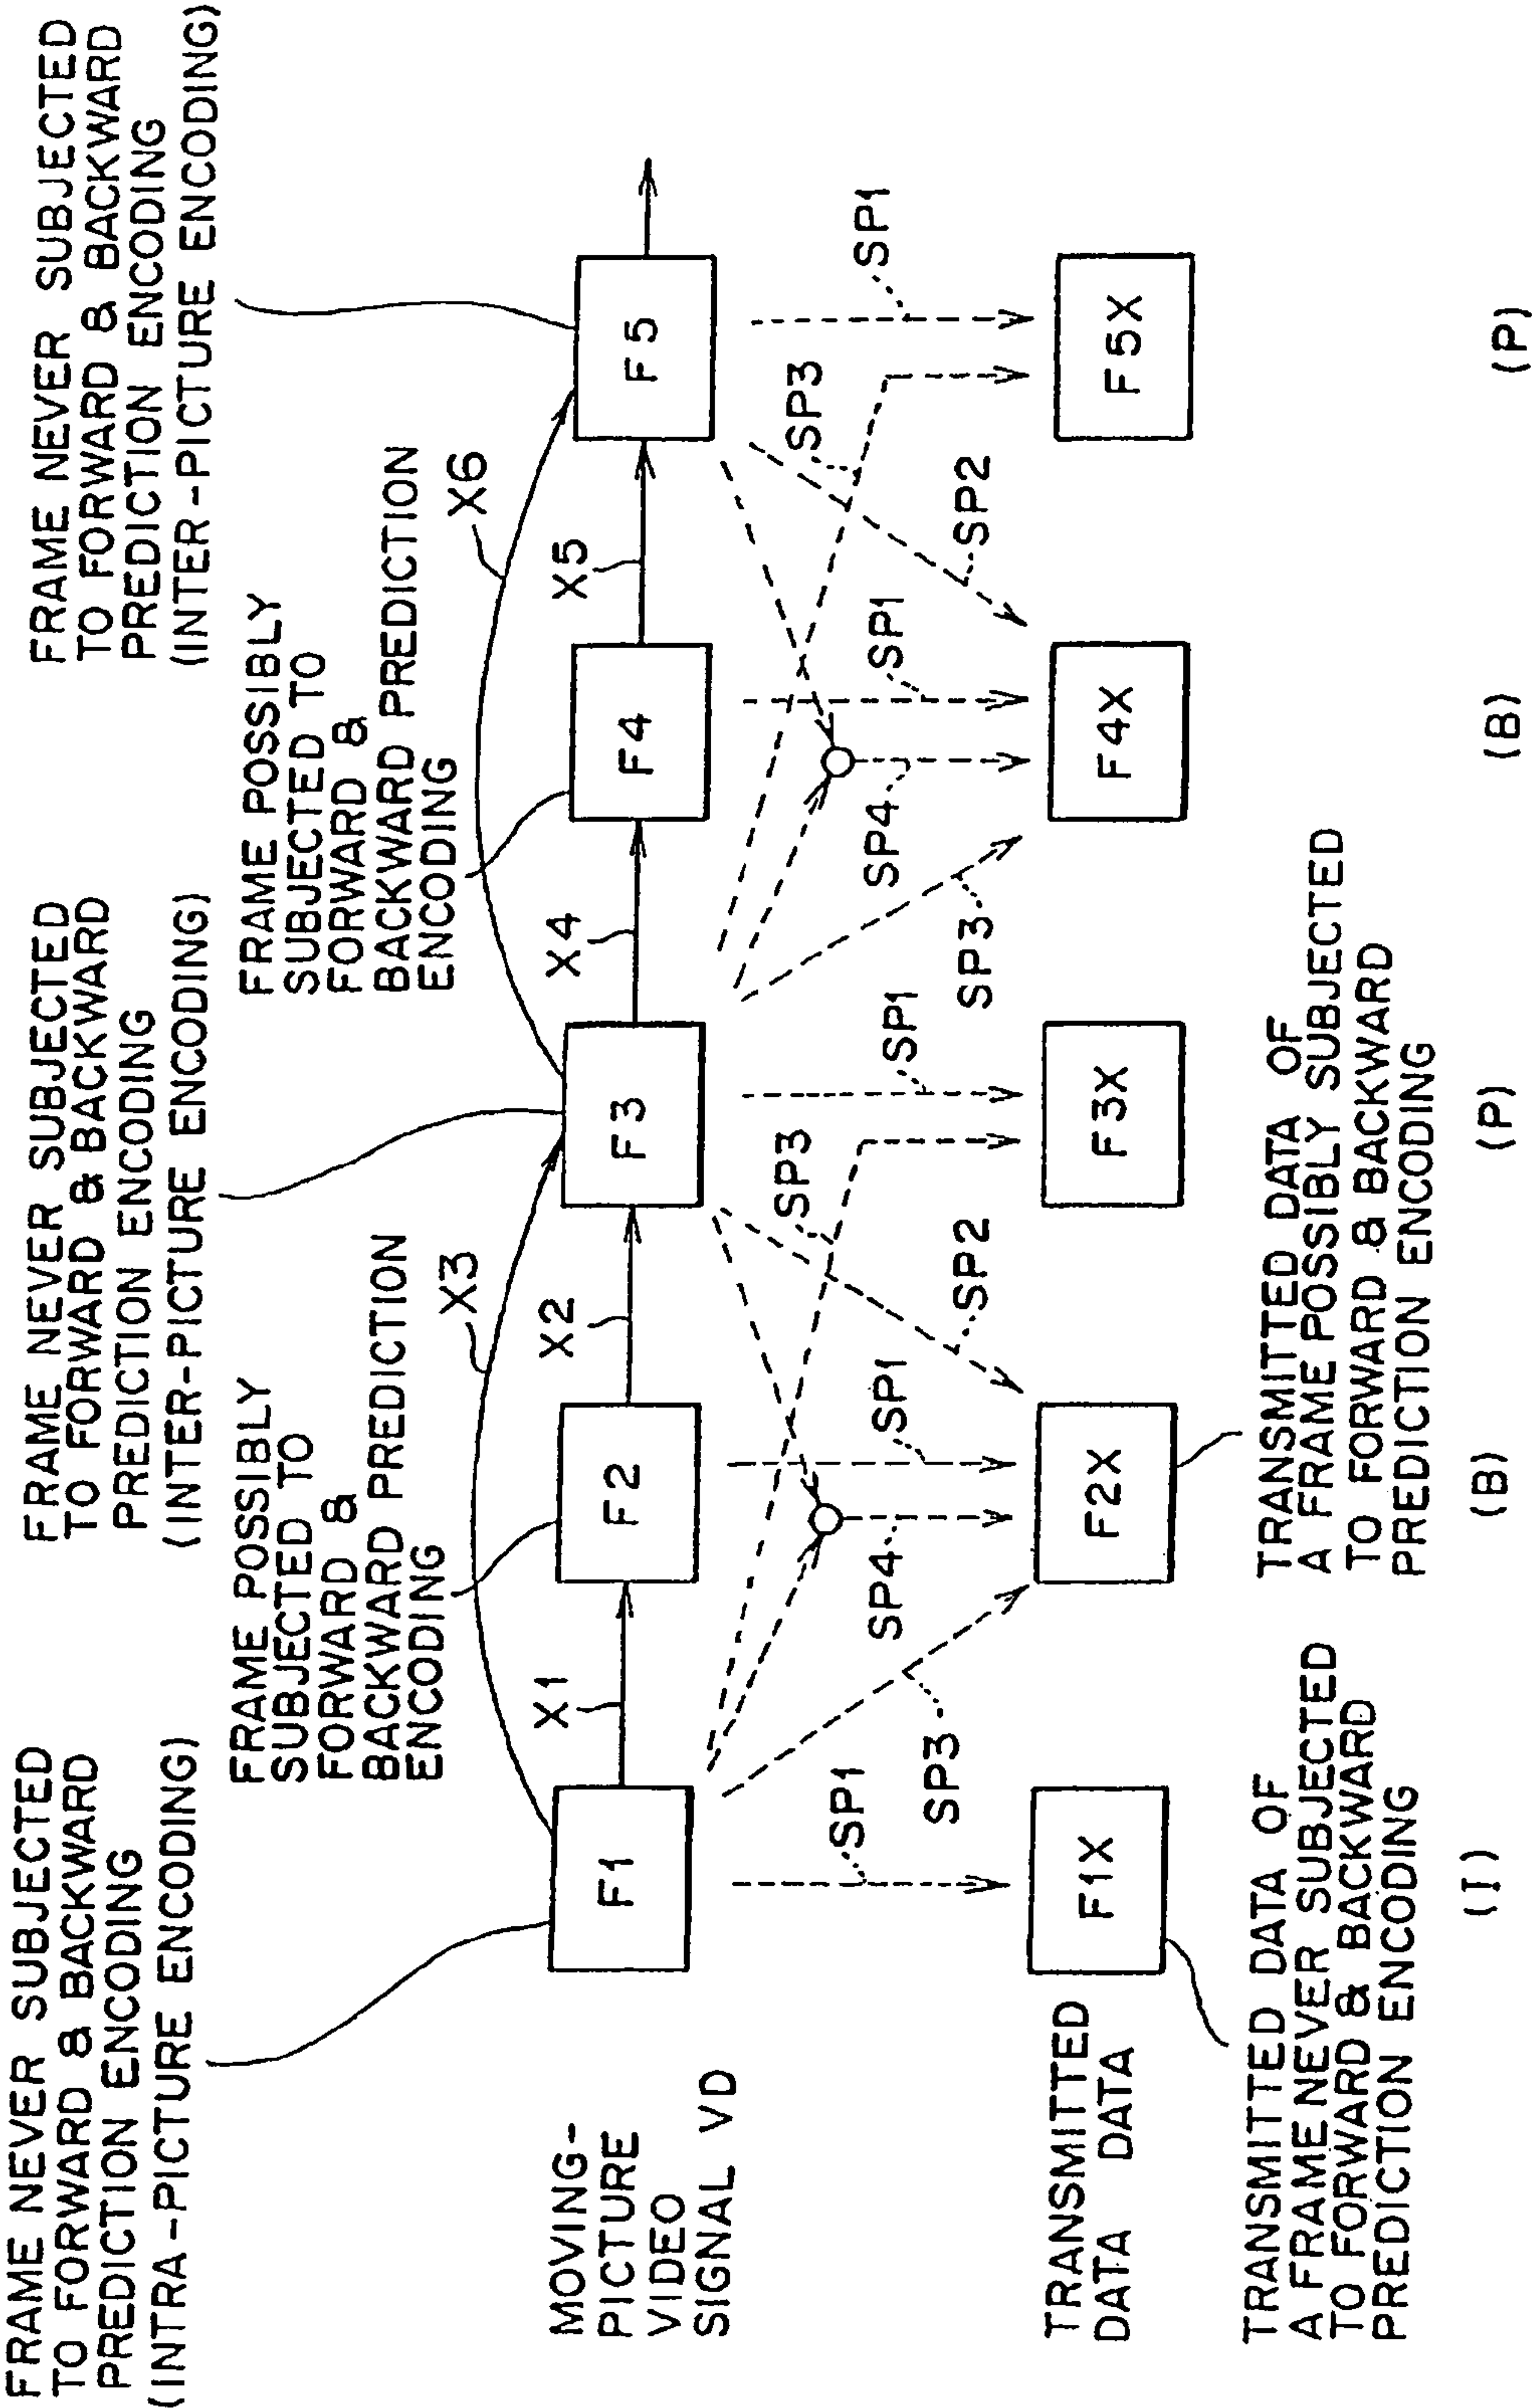 FRAME NEVER SUBJECTED
TO FORWARD & BACKWARD
PREDICTION ENCODING
(INTRA-PICTURE ENCODING)
FRAME NEVER SUBJECTED
TO FORWARD & BACKWARD
PREDICTION ENCODING
(INTER-PICTURE ENCODING)
FRAME NEVER SUBJECTED
TO FORWARD & BACKWARD
PREDICTION ENCODING
(INTER-PICTURE ENCODING)
FRAME POSSIBLY
SUBJECTED TO
FORWARD &
BACKWARD PREDICTION
ENCODING
FRAME POSSIBLY
SUBJECTED TO
FORWARD &
BACKWARD PREDICTION
ENCODING
X3
X6
X1
X2
X4
X5
MOVING-
PICTURE
VIDEO
SIGNAL VD
F1
F2
F3
F4
F5
SP1
SP3
SP4
SP1
SP2
SP3
SP1
SP3
SP4
SP1
SP2
SP3
SP1
TRANSMITTED
DATA DATA
F1X
F2X
F3X
F4X
F5X
TRANSMITTED DATA OF
A FRAME NEVER SUBJECTED
TO FORWARD & BACKWARD
PREDICTION ENCODING
TRANSMITTED DATA OF
A FRAME POSSIBLY SUBJECTED
TO FORWARD & BACKWARD
PREDICTION ENCODING
(I)
(B)
(P)
(B)
(P)